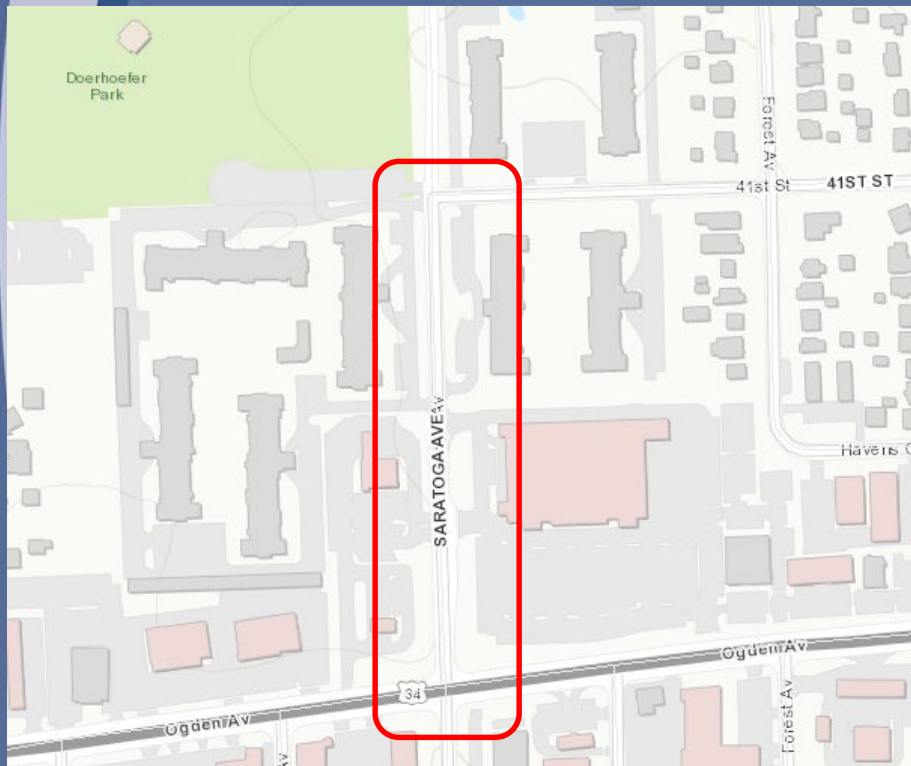 Doerhoefer
Park
Forest Av
41st St
41ST ST
SARATOGA AVE
Av
Havens
Ogden Av
34
Ogden Av
Forest Av
Av